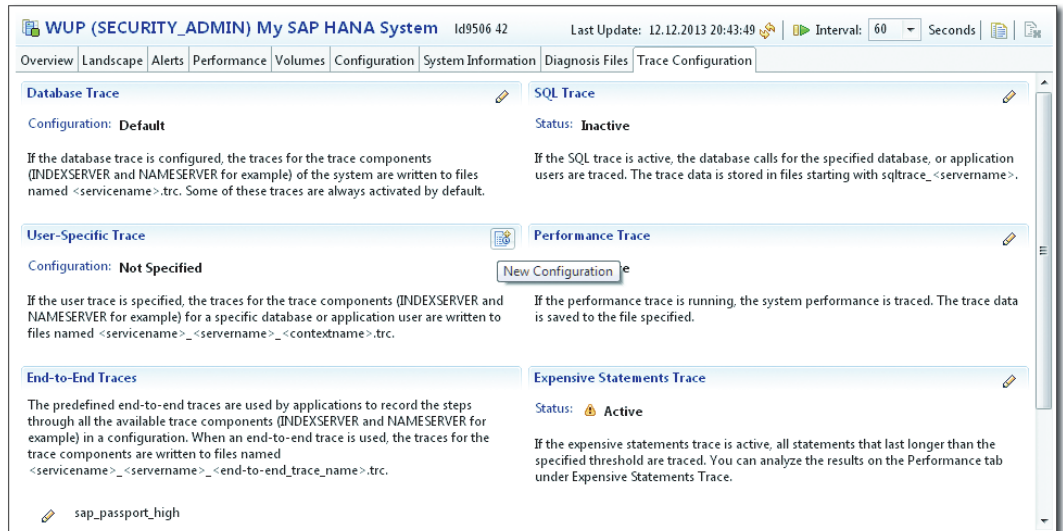 WUP (SECURITY_ADMIN) My SAP HANA System ld9506 42
Last Update: 12.12.2013 20:43:49
Interval: 60 Seconds
Overview Landscape Alerts Performance Volumes Configuration System Information Diagnosis Files Trace Configuration
Database Trace
Configuration: Default
If the database trace is configured, the traces for the trace components
(INDEXSERVER and NAMESERVER for example) of the system are written to files
named <servicename>.trc. Some of these traces are always activated by default.
SQL Trace
Status: Inactive
If the SQL trace is active, the database calls for the specified database, or application
users are traced. The trace data is stored in files starting with sqltrace_<servername>.
User-Specific Trace
Configuration: Not Specified
If the user trace is specified, the traces for the trace components (INDEXSERVER and
NAMESERVER for example) for a specific database or application user are written to
files named <servicename>_<servername>_<contextname>.trc.
New Configuration
Performance Trace
If the performance trace is running, the system performance is traced. The trace data
is saved to the file specified.
End-to-End Traces
The predefined end-to-end traces are used by applications to record the steps
through all the available trace components (INDEXSERVER and NAMESERVER for
example) in a configuration. When an end-to-end trace is used, the traces for the
trace components are written to files named
<servicename>_<servername>_<end-to-end_trace_name>.trc.
sap_passport_high
Expensive Statements Trace
Status: Active
If the expensive statements trace is active, all statements that last longer than the
specified threshold are traced. You can analyze the results on the Performance tab
under Expensive Statements Trace.